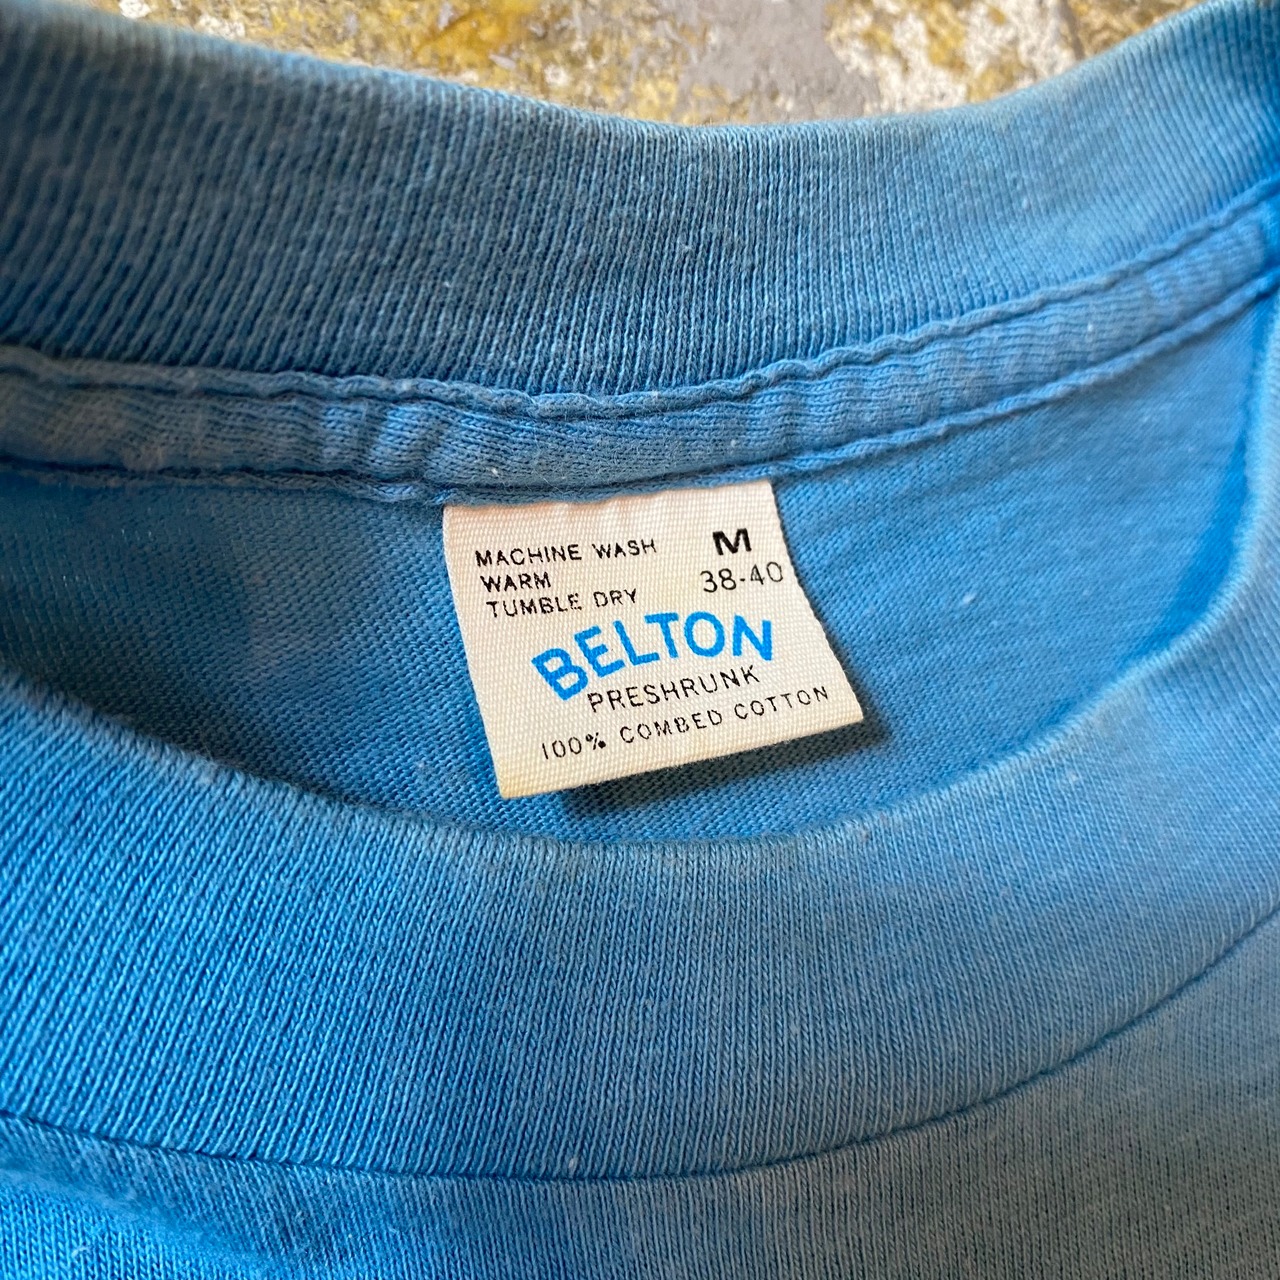 MACHINE WASH
WARM
TUMBLE DRY
M
38-40
BELTON
PRESHRUNK
100% COMBED COTTON